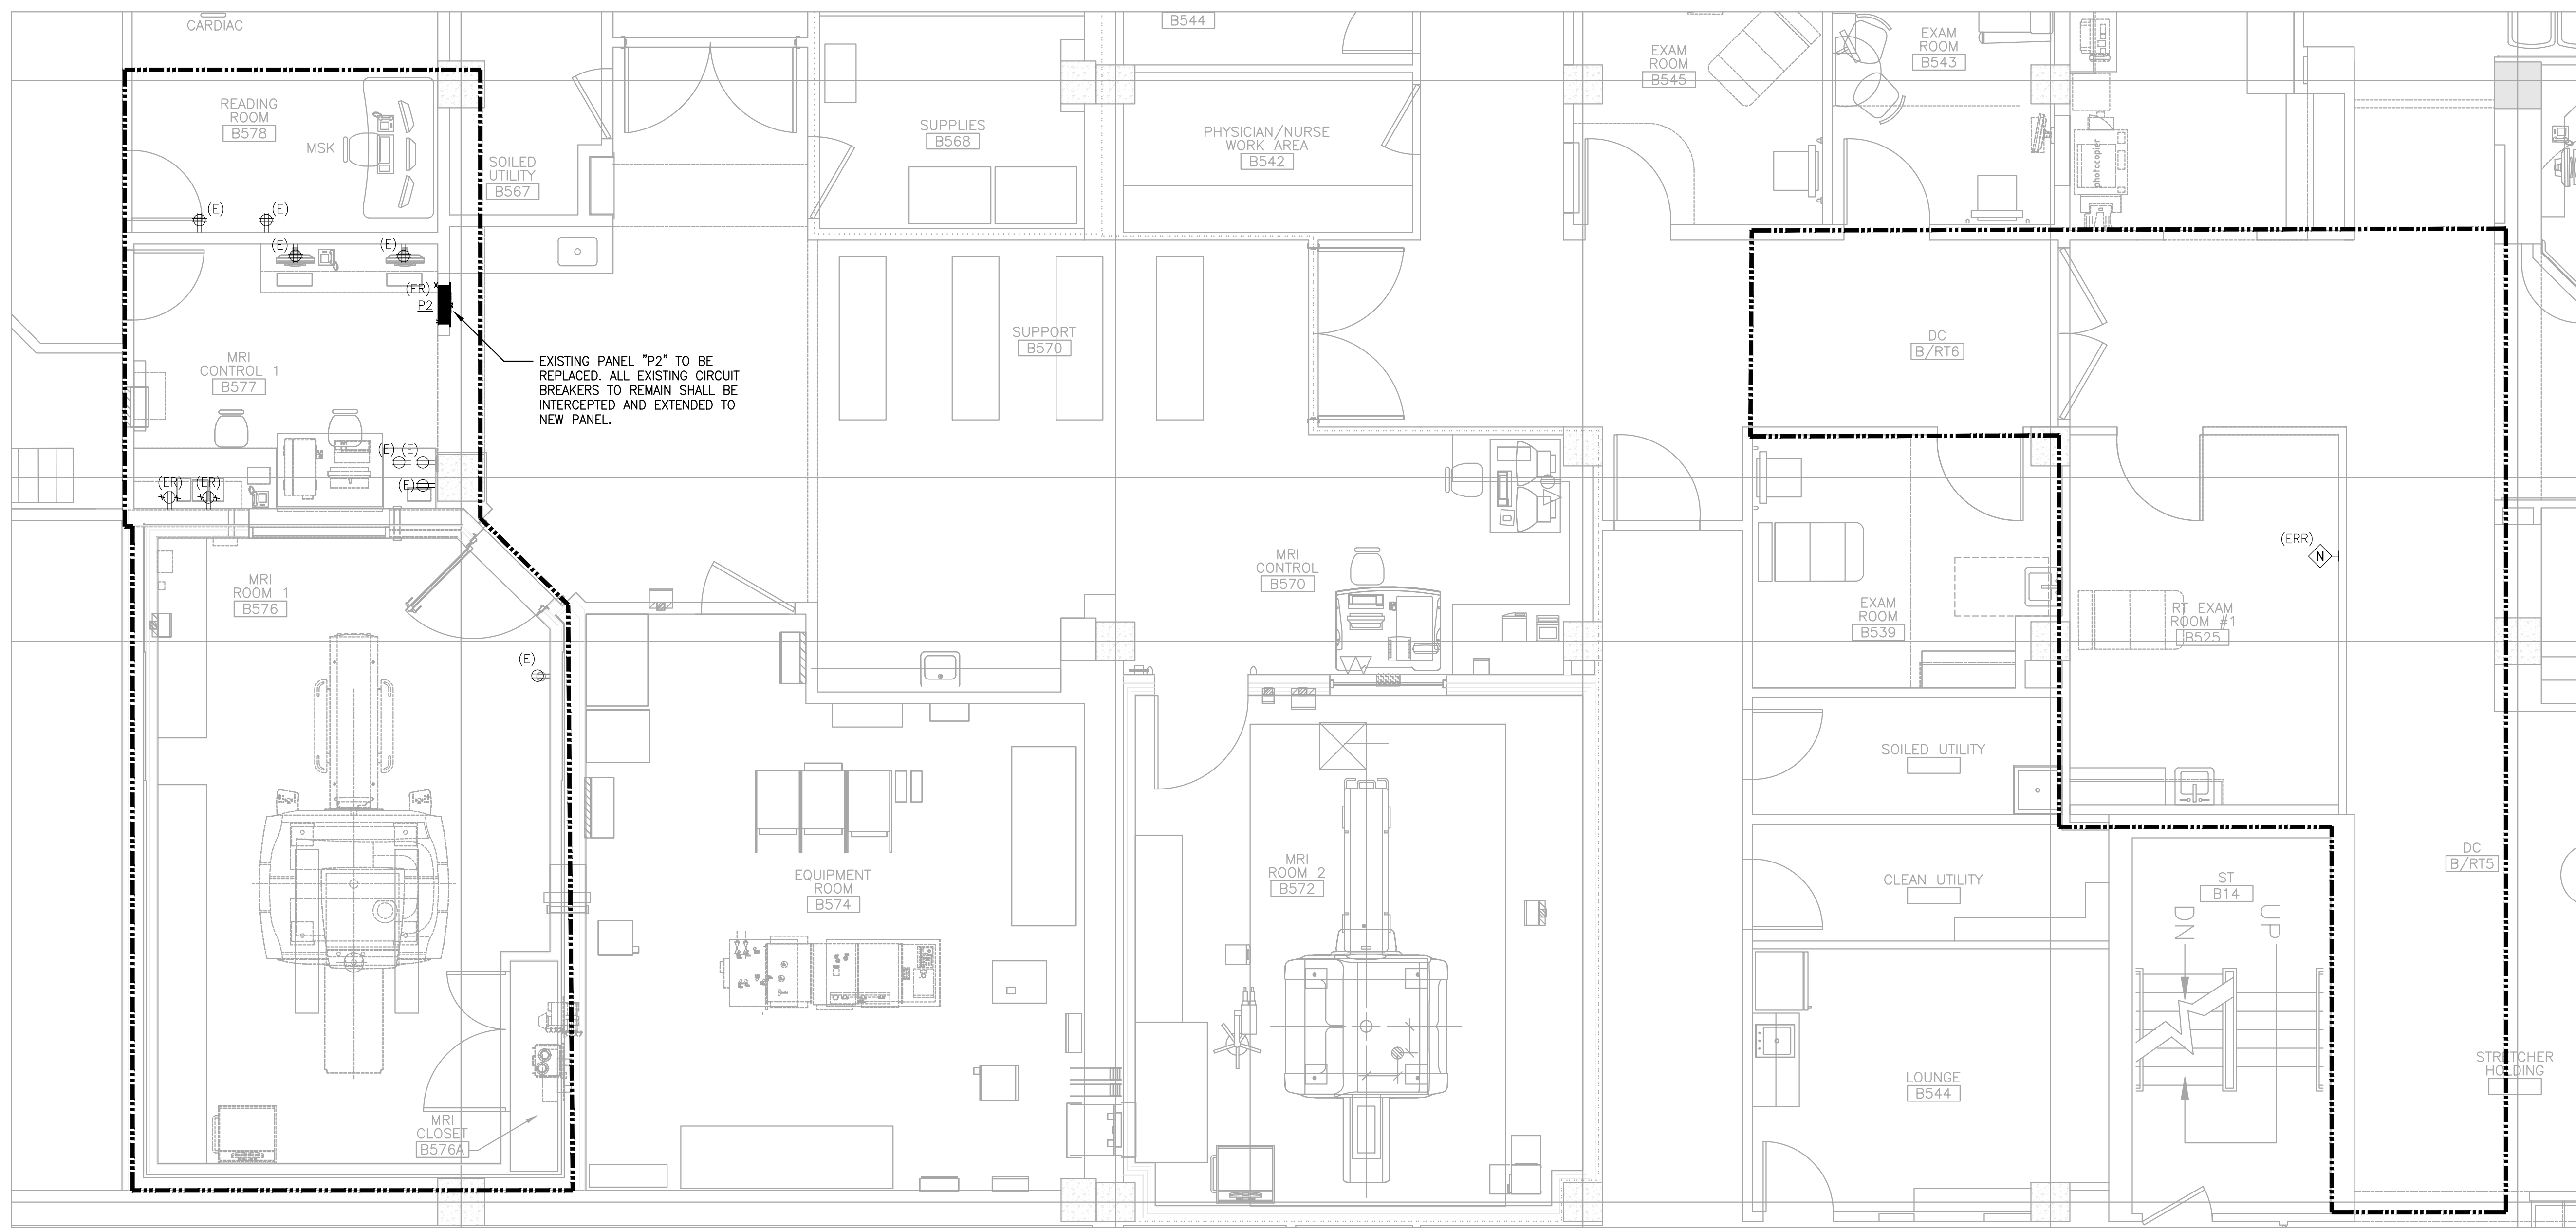 CARDIAC
B544
EXAM
ROOM
B545
EXAM
ROOM
B543
READING
ROOM
B578
MSK
SOILED
UTILITY
B567
SUPPLIES
B568
PHYSICIAN/NURSE
WORK AREA
B542
photocopier
(E)
(E)
(E)
(E)
(ER)
P2
EXISTING PANEL "P2" TO BE
REPLACED. ALL EXISTING CIRCUIT
BREAKERS TO REMAIN SHALL BE
INTERCEPTED AND EXTENDED TO
NEW PANEL.
SUPPORT
B570
DC
B/RT6
MRI
CONTROL 1
B577
(E) (E)
(E)
(ER) (ER)
MRI
ROOM 1
B576
(E)
MRI
CONTROL
B570
(ERR)
N
EXAM
ROOM
B539
RT EXAM
ROOM #1
B525
SOILED UTILITY
EQUIPMENT
ROOM
B574
MRI
ROOM 2
B572
CLEAN UTILITY
ST
B14
DN
UP
DC
B/RT5
MRI
CLOSET
B576A
LOUNGE
B544
STRETCHER
HOLDING